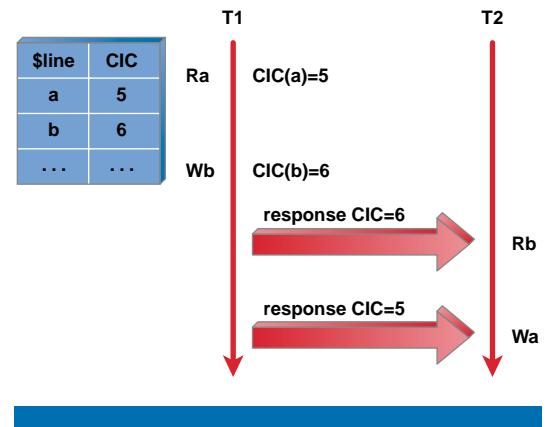 T1 T2
$line CIC
a 5
b 6
... ...
Ra CIC(a)=5
Wb CIC(b)=6
response CIC=6
Rb
response CIC=5
Wa